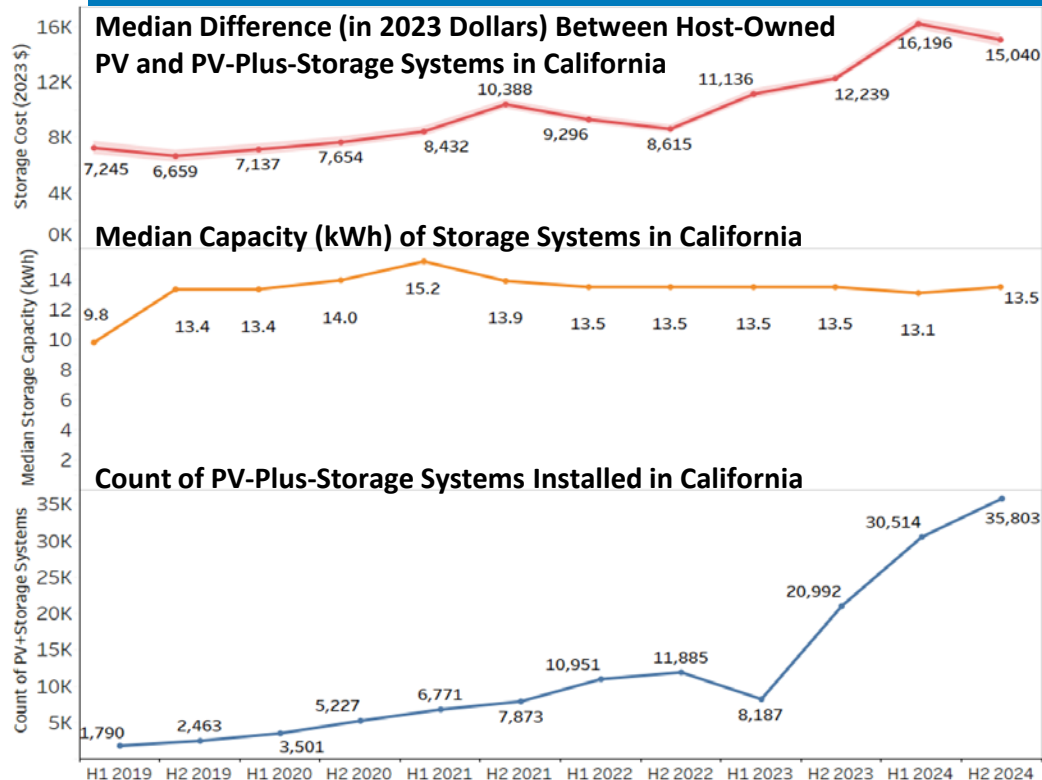 Median Difference (in 2023 Dollars) Between Host-Owned
PV and PV-Plus-Storage Systems in California
Storage Cost (2023 $)
16K
12K
8K
4K
0K
7,245
6,659
7,137
7,654
8,432
10,388
9,296
8,615
11,136
12,239
16,196
15,040
Median Capacity (kWh) of Storage Systems in California
Median Storage Capacity (kWh)
14
12
10
8
6
4
2
9.8
13.4
13.4
14.0
15.2
13.9
13.5
13.5
13.5
13.5
13.1
13.5
Count of PV-Plus-Storage Systems Installed in California
Count of PV+Storage Systems
35K
30K
25K
20K
15K
10K
5K
1,790
2,463
3,501
5,227
6,771
7,873
10,951
11,885
8,187
20,992
30,514
35,803
H1 2019 H2 2019 H1 2020 H2 2020 H1 2021 H2 2021 H1 2022 H2 2022 H1 2023 H2 2023 H1 2024 H2 2024